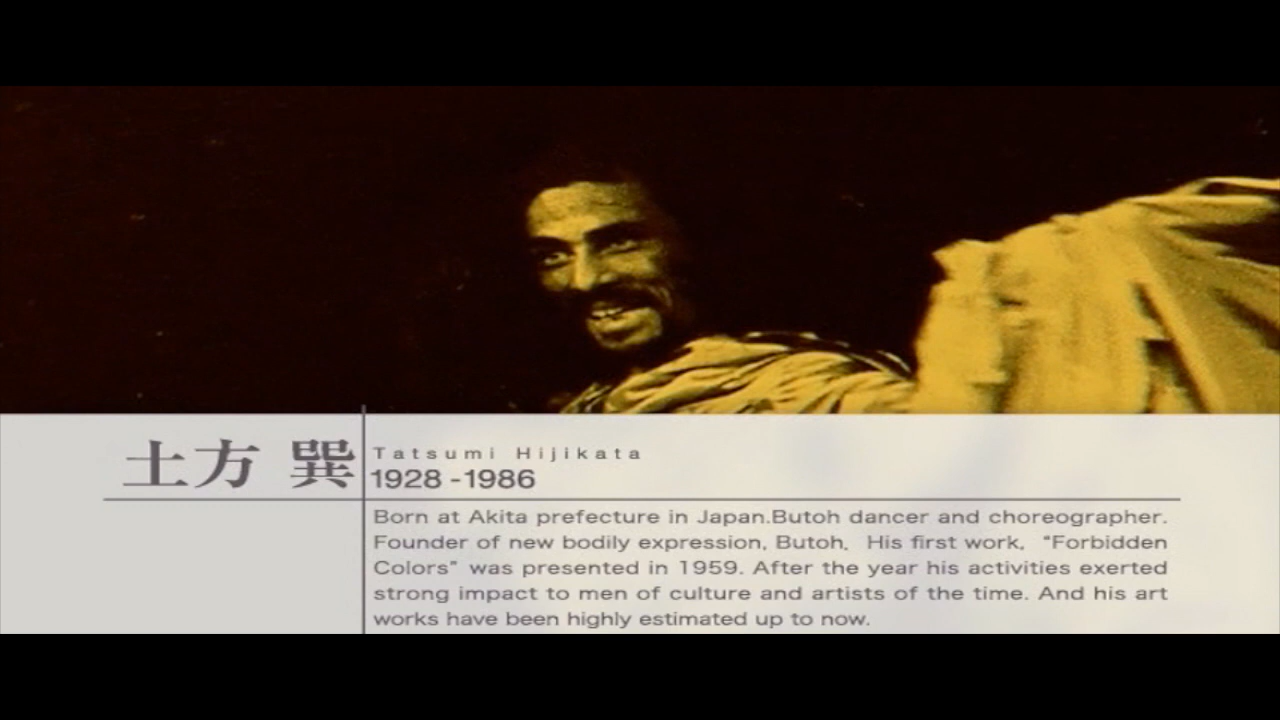 土方 巽
Tatsumi Hijikata
1928 -1986
Born at Akita prefecture in Japan.Butoh dancer and choreographer.
Founder of new bodily expression, Butoh. His first work, "Forbidden
Colors" was presented in 1959. After the year his activities exerted
strong impact to men of culture and artists of the time. And his art
works have been highly estimated up to now.